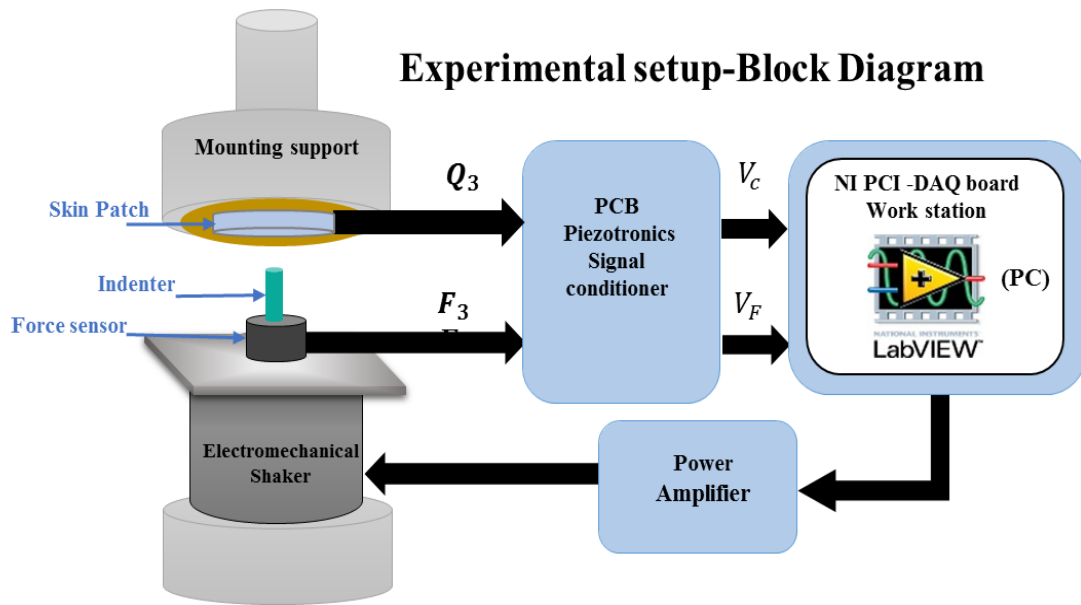 Experimental setup-Block Diagram
Mounting support
Skin Patch
Indenter
Force sensor
Electromechanical
Shaker
Q3
F3
PCB
Piezotronics
Signal
conditioner
Vc
VF
NI PCI -DAQ board
Work station
(PC)
NATIONAL INSTRUMENTS
LabVIEW™
Power
Amplifier